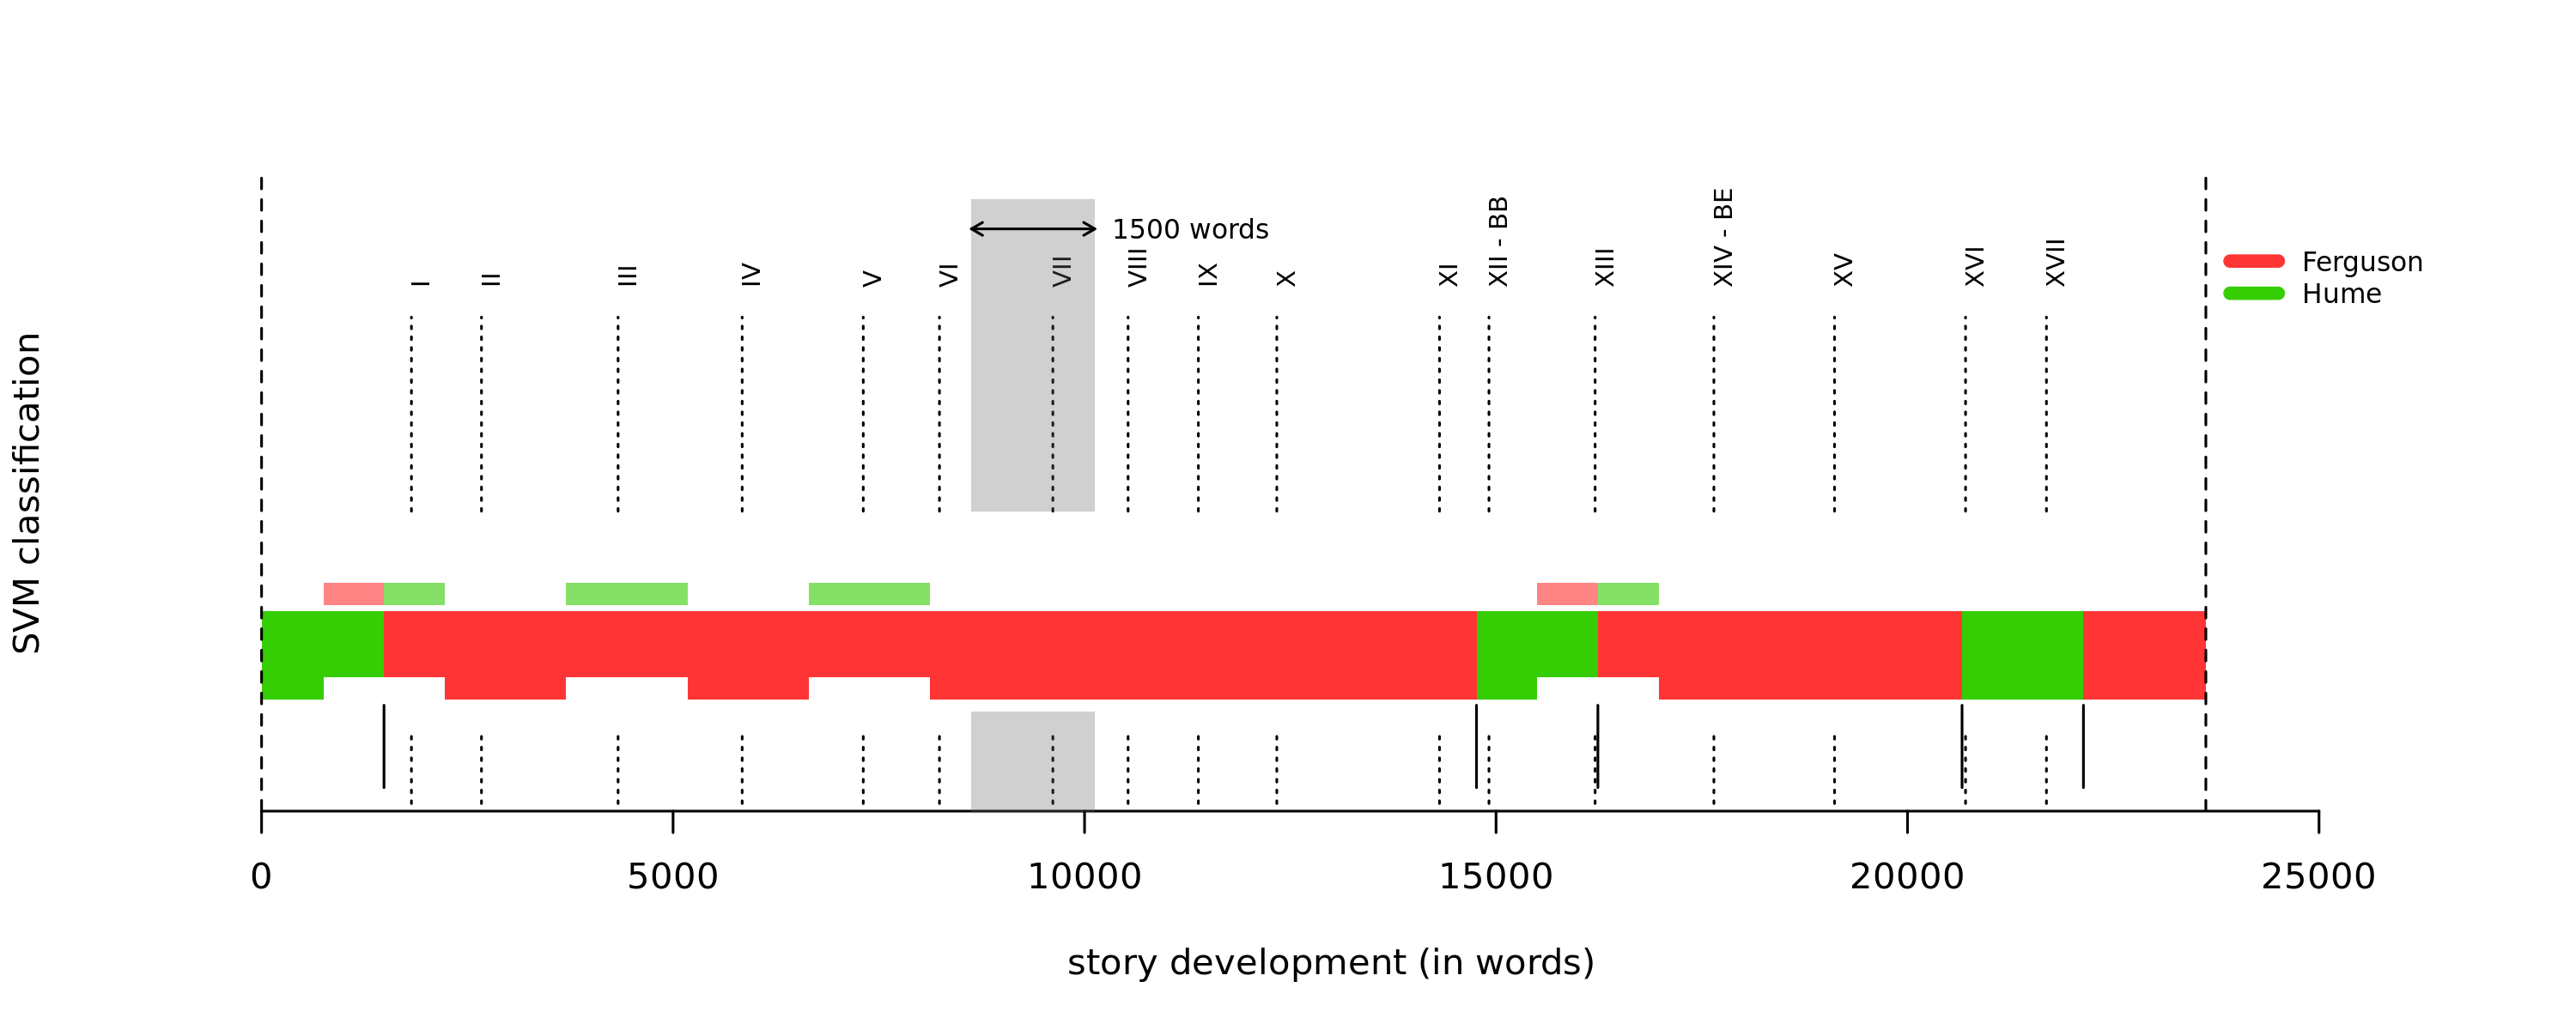 1500 words
I
II
III
IV
V
VI
VII
VIII
IX
X
XI
XII - BB
XIII
XIV - BE
XV
XVI
XVII
Ferguson
Hume
SVM classification
0
5000
10000
15000
20000
25000
story development (in words)